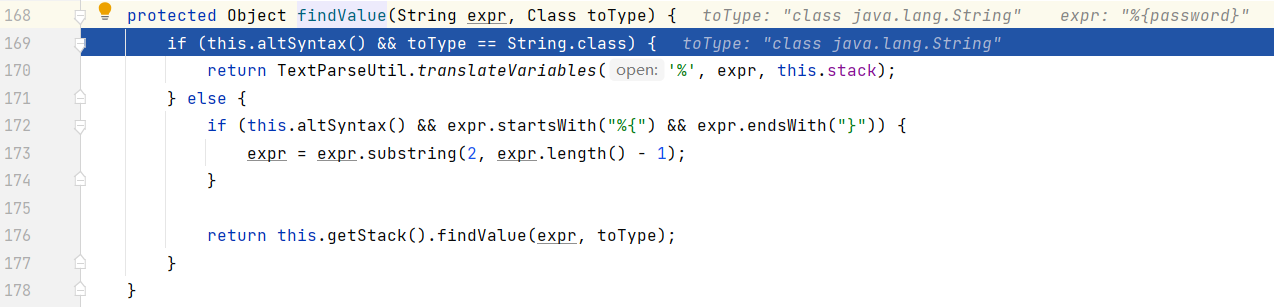 168 protected Object findValue(String expr, Class toType) { toType: "class java.lang.String" expr: "%{password}"
169 if (this.altSyntax() && toType == String.class) { toType: "class java.lang.String"
170 return TextParseUtil.translateVariables( open: '%', expr, this.stack);
171 } else {
172 if (this.altSyntax() && expr.startsWith("%{") && expr.endsWith("}")) {
173 expr = expr.substring(2, expr.length() - 1);
174 }
175
176 return this.getStack().findValue(expr, toType);
177 }
178 }